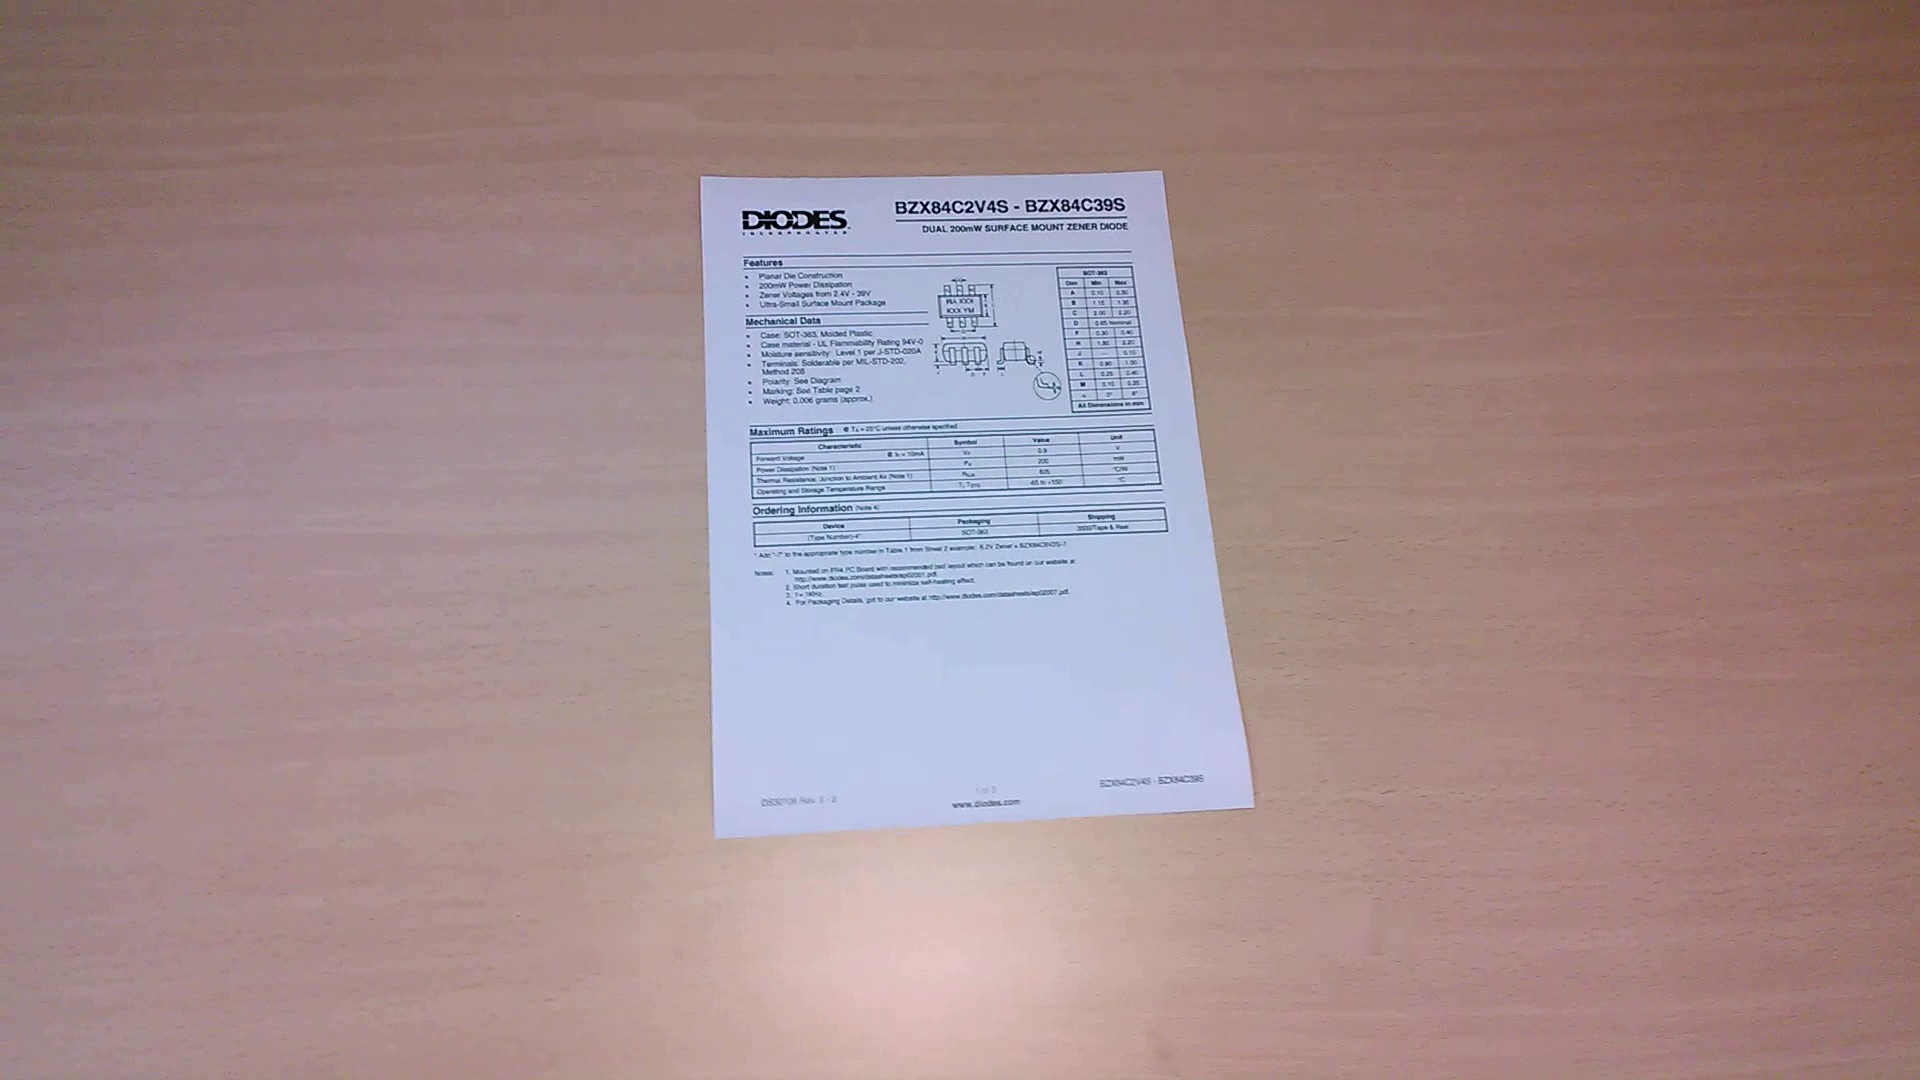 DIODES
INCORPORATED
BZX84C2V4S - BZX84C39S
DUAL 200mW SURFACE MOUNT ZENER DIODE
Features
• Planar Die Construction
• 200mW Power Dissipation
• Zener Voltages from 2.4V - 39V
• Ultra-Small Surface Mount Package
Mechanical Data
• Case: SOT-363, Molded Plastic
• Case material - UL Flammability Rating 94V-0
• Moisture sensitivity: Level 1 per J-STD-020A
• Terminals: Solderable per MIL-STD-202,
Method 208
• Polarity: See Diagram
• Marking: See Table page 2
• Weight: 0.006 grams (approx.)
XXX YM
SOT-363
Dim Min Max
A 0.10 0.30
B 1.15 1.35
C 2.00 2.20
D 0.65 Nominal
F 0.30 0.40
H 1.80 2.20
J — 0.10
K 0.90 1.00
L 0.25 0.40
M 0.10 0.25
α 0° 8°
All Dimensions in mm
Maximum Ratings @ TA = 25°C unless otherwise specified
Characteristic Symbol Value Unit
Forward Voltage @ IF = 10mA VF 0.9 V
Power Dissipation (Note 1) Pd 200 mW
Thermal Resistance, Junction to Ambient Air (Note 1) RθJA 625 °C/W
Operating and Storage Temperature Range Tj, TSTG -65 to +150 °C
Ordering Information (Note 4)
Device Packaging Shipping
(Type Number)-7* SOT-363 3000/Tape & Reel
* Add "-7" to the appropriate type number in Table 1 from Sheet 2 example: 6.2V Zener = BZX84C6V2S-7.
Notes: 1. Mounted on FR4 PC Board with recommended pad layout which can be found on our website at
http://www.diodes.com/datasheets/ap02001.pdf.
2. Short duration test pulse used to minimize self-heating effect.
3. f = 1KHz.
4. For Packaging Details, got to our website at http://www.diodes.com/datasheets/ap02007.pdf.
DS30108 Rev. 5 - 2
1 of 3
www.diodes.com
BZX84C2V4S - BZX84C39S